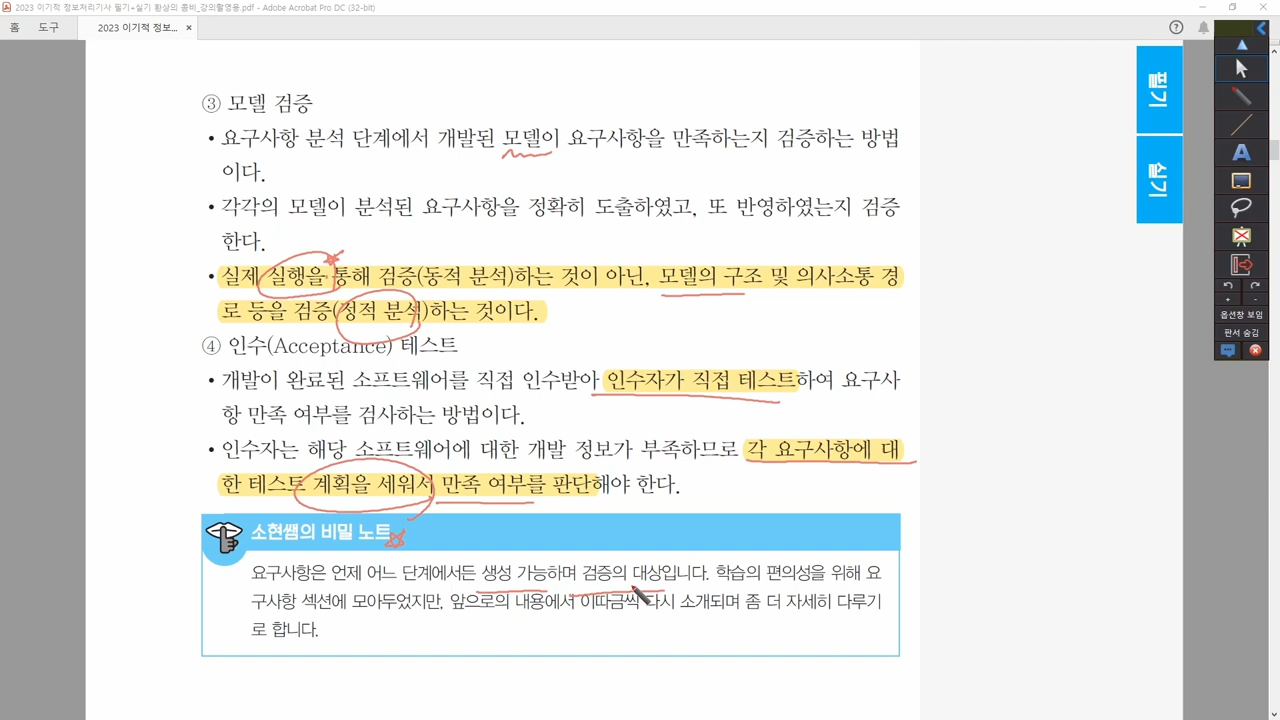 2023 이기적 정보처리기사 필기+실기 환상의 콤비_강의촬영용.pdf - Adobe Acrobat Pro DC (32-bit)
홈 도구 2023 이기적 정보... ×
필기
실기
③ 모델 검증
• 요구사항 분석 단계에서 개발된 모델이 요구사항을 만족하는지 검증하는 방법
이다.
• 각각의 모델이 분석된 요구사항을 정확히 도출하였고, 또 반영하였는지 검증
한다.
• 실제 실행을 통해 검증(동적 분석)하는 것이 아닌, 모델의 구조 및 의사소통 경
로 등을 검증(정적 분석)하는 것이다.
④ 인수(Acceptance) 테스트
• 개발이 완료된 소프트웨어를 직접 인수받아 인수자가 직접 테스트하여 요구사
항 만족 여부를 검사하는 방법이다.
• 인수자는 해당 소프트웨어에 대한 개발 정보가 부족하므로 각 요구사항에 대
한 테스트 계획을 세워서 만족 여부를 판단해야 한다.
소현쌤의 비밀 노트
요구사항은 언제 어느 단계에서든 생성 가능하며 검증의 대상입니다. 학습의 편의성을 위해 요
구사항 섹션에 모아두었지만, 앞으로의 내용에서 이따금씩 다시 소개되며 좀 더 자세히 다루기
로 합니다.
A
+ -
옵션창 보임
판서 숨김